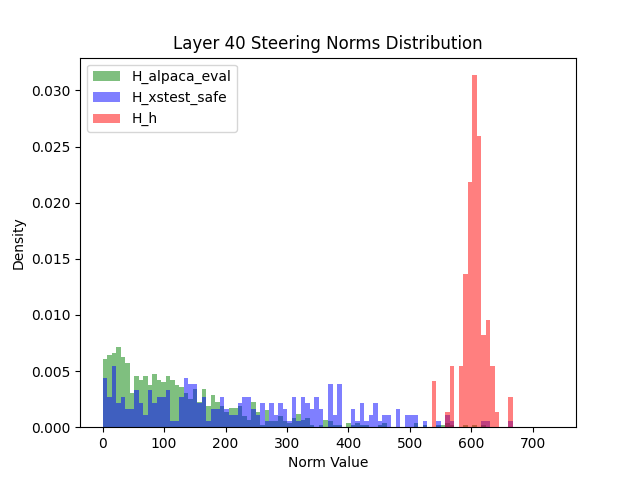 Layer 40 Steering Norms Distribution
H_alpaca_eval
H_xstest_safe
H_h
Density
0.030
0.025
0.020
0.015
0.010
0.005
0.000
0 100 200 300 400 500 600 700
Norm Value